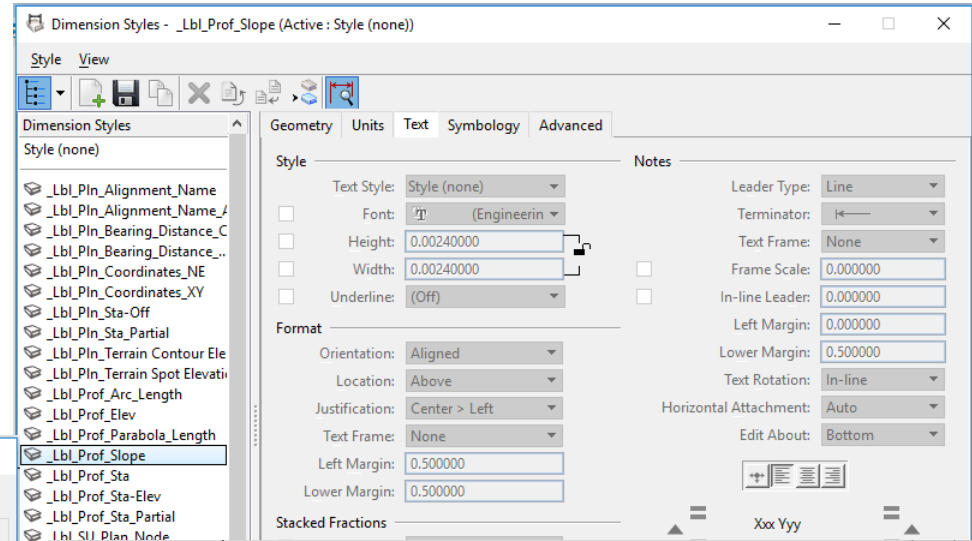 Dimension Styles - _Lbl_Prof_Slope (Active : Style (none))
Style View
Dimension Styles
Style (none)
_Lbl_Pln_Alignment_Name
_Lbl_Pln_Alignment_Name_A
_Lbl_Pln_Bearing_Distance_C
_Lbl_Pln_Bearing_Distance_...
_Lbl_Pln_Coordinates_NE
_Lbl_Pln_Coordinates_XY
_Lbl_Pln_Sta-Off
_Lbl_Pln_Sta_Partial
_Lbl_Pln_Terrain Contour Ele
_Lbl_Pln_Terrain Spot Elevati
_Lbl_Prof_Arc_Length
_Lbl_Prof_Elev
_Lbl_Prof_Parabola_Length
_Lbl_Prof_Slope
_Lbl_Prof_Sta
_Lbl_Prof_Sta-Elev
_Lbl_Prof_Sta_Partial
_Lbl_SU_Plan_Node
Geometry Units Text Symbology Advanced
Style
Text Style: Style (none)
Font: (Engineerin
Height: 0.00240000
Width: 0.00240000
Underline: (Off)
Format
Orientation: Aligned
Location: Above
Justification: Center > Left
Text Frame: None
Left Margin: 0.500000
Lower Margin: 0.500000
Stacked Fractions
Notes
Leader Type: Line
Terminator:
Text Frame: None
Frame Scale: 0.000000
In-line Leader: 0.000000
Left Margin: 0.000000
Lower Margin: 0.500000
Text Rotation: In-line
Horizontal Attachment: Auto
Edit About: Bottom
Xxx Yyy